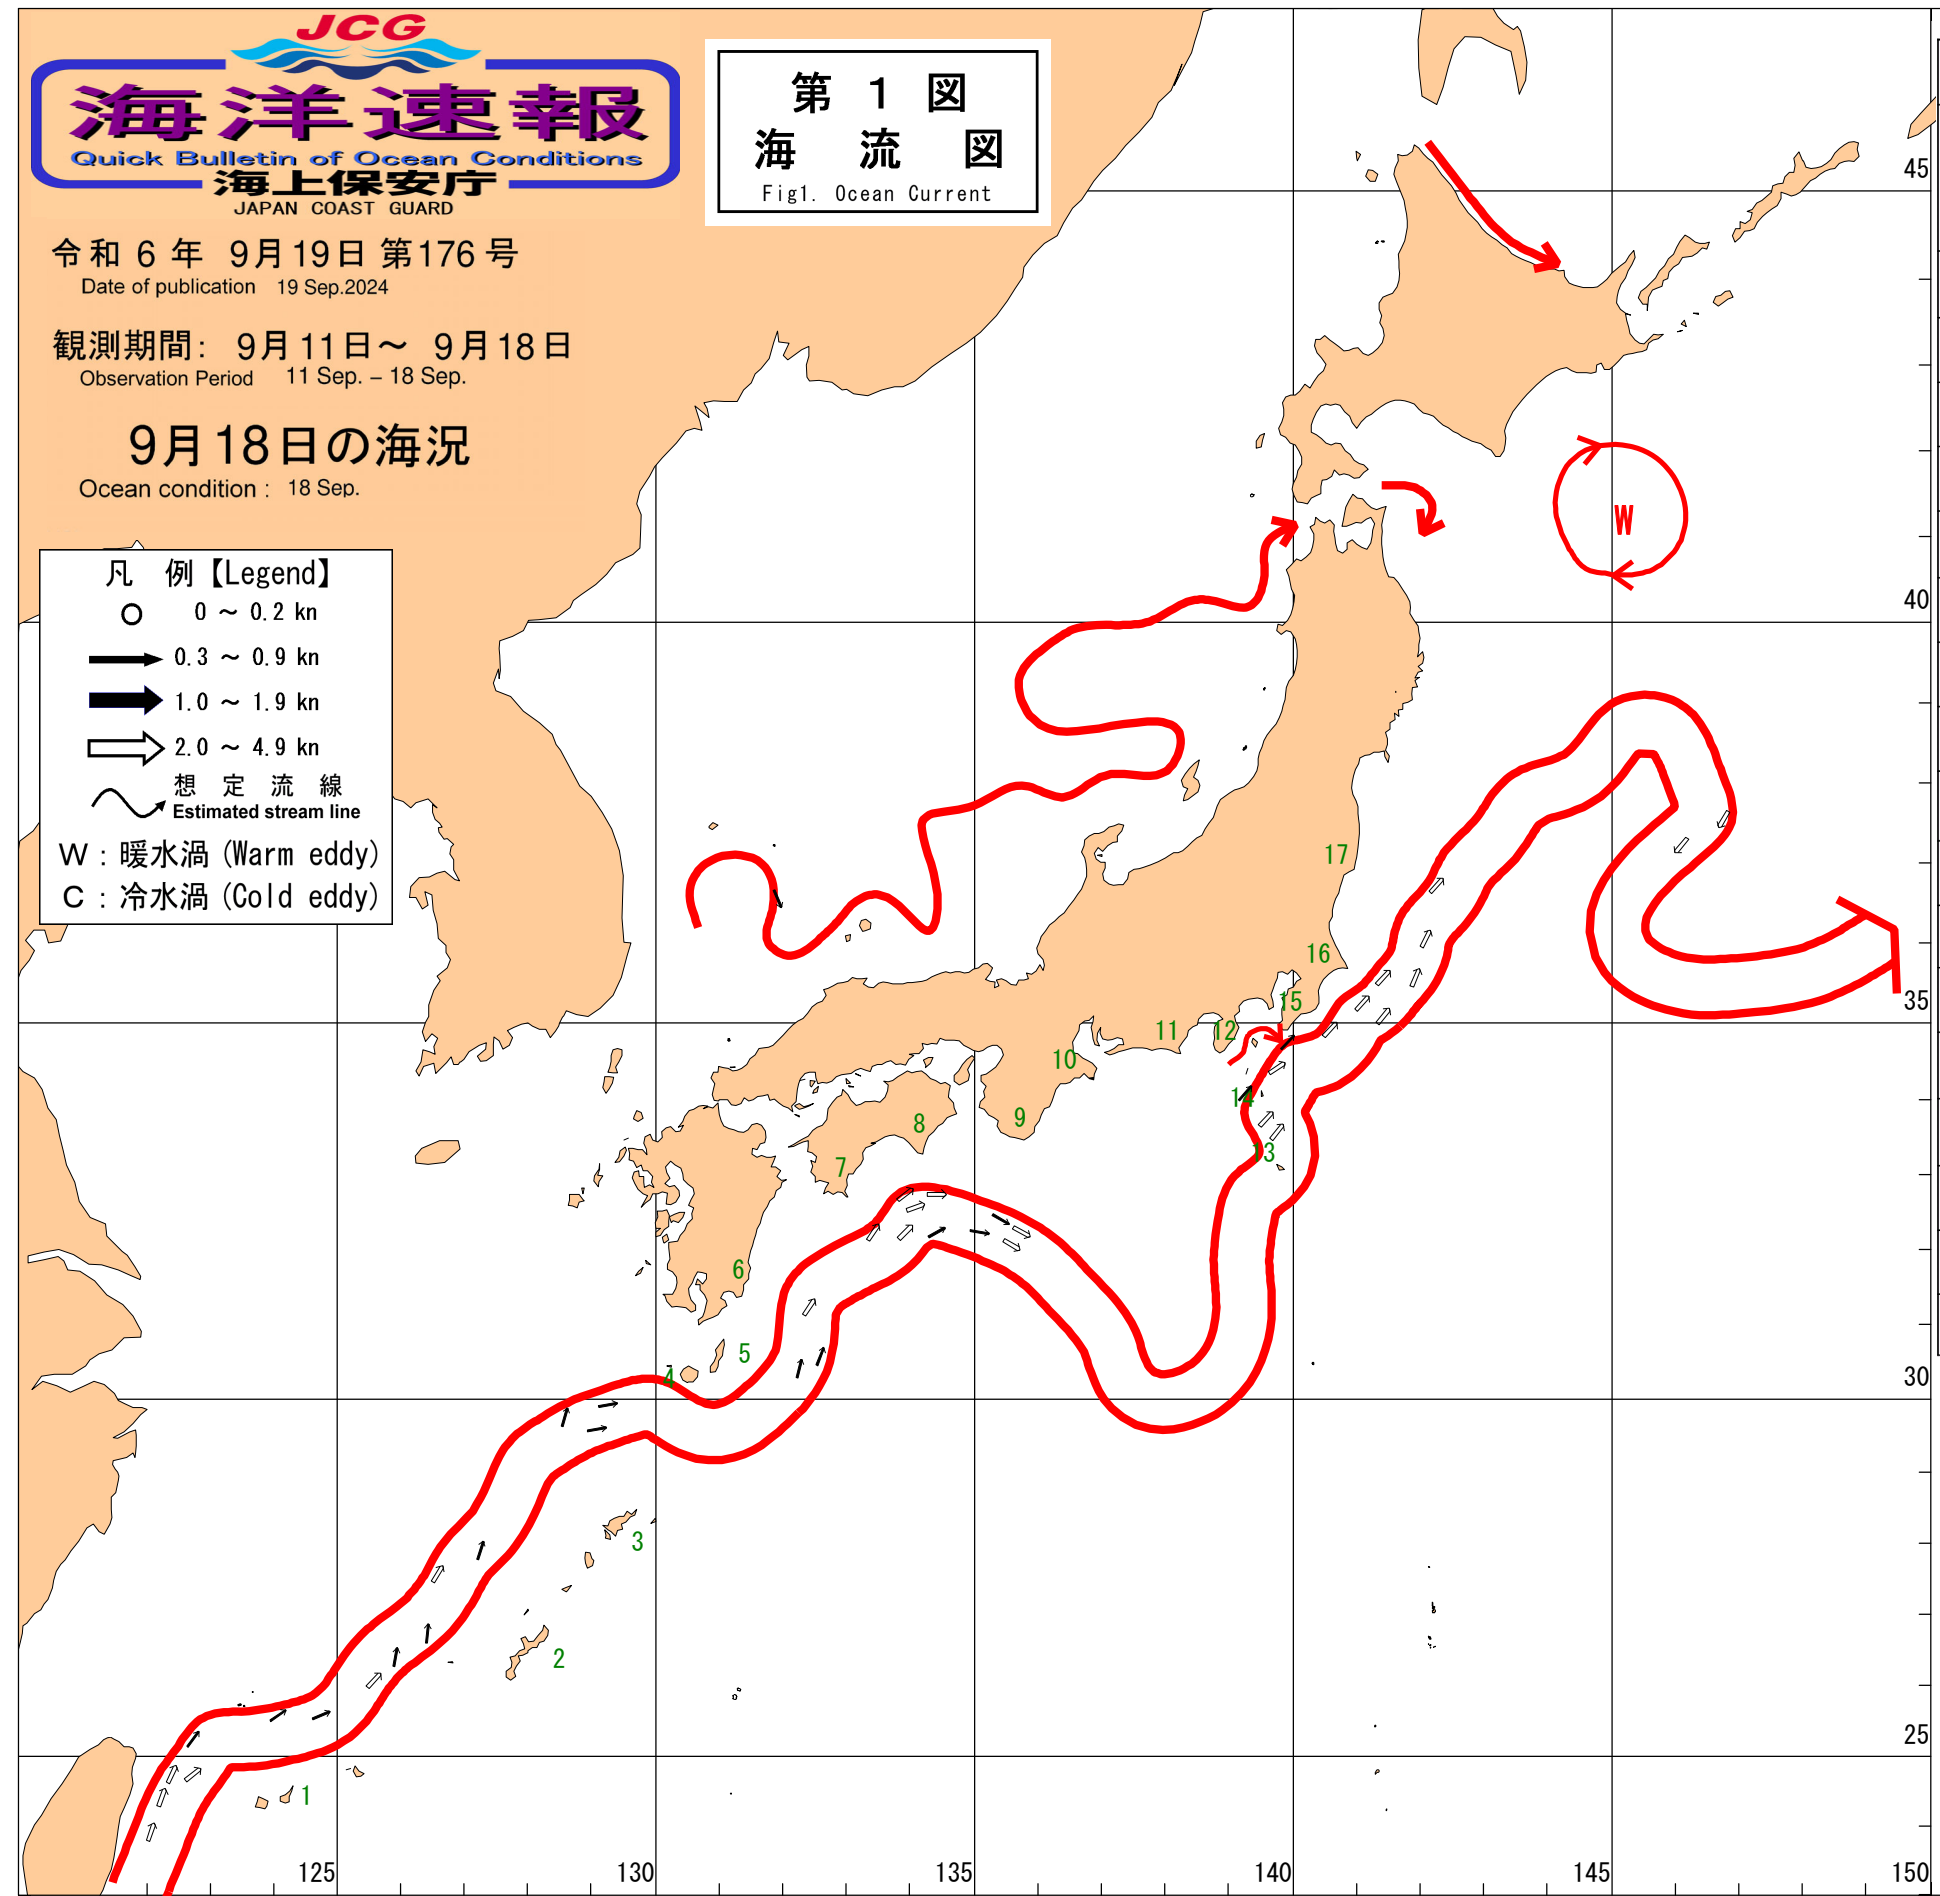 JCG
海洋速報
Quick Bulletin of Ocean Conditions
海上保安庁
JAPAN COAST GUARD
令和 6 年 9月19日 第176号
Date of publication 19 Sep.2024
観測期間: 9月11日～ 9月18日
Observation Period 11 Sep. – 18 Sep.
9月18日の海況
Ocean condition : 18 Sep.
第 1 図
海 流 図
Fig1. Ocean Current
凡 例【Legend】
0 ～ 0.2 kn
0.3 ～ 0.9 kn
1.0 ～ 1.9 kn
2.0 ～ 4.9 kn
想 定 流 線
Estimated stream line
W : 暖水渦 (Warm eddy)
C : 冷水渦 (Cold eddy)
45
W
40
17
16
15
35
12
11
10
14
9
8
13
7
6
5
4
30
3
2
25
1
125
130
135
140
145
150